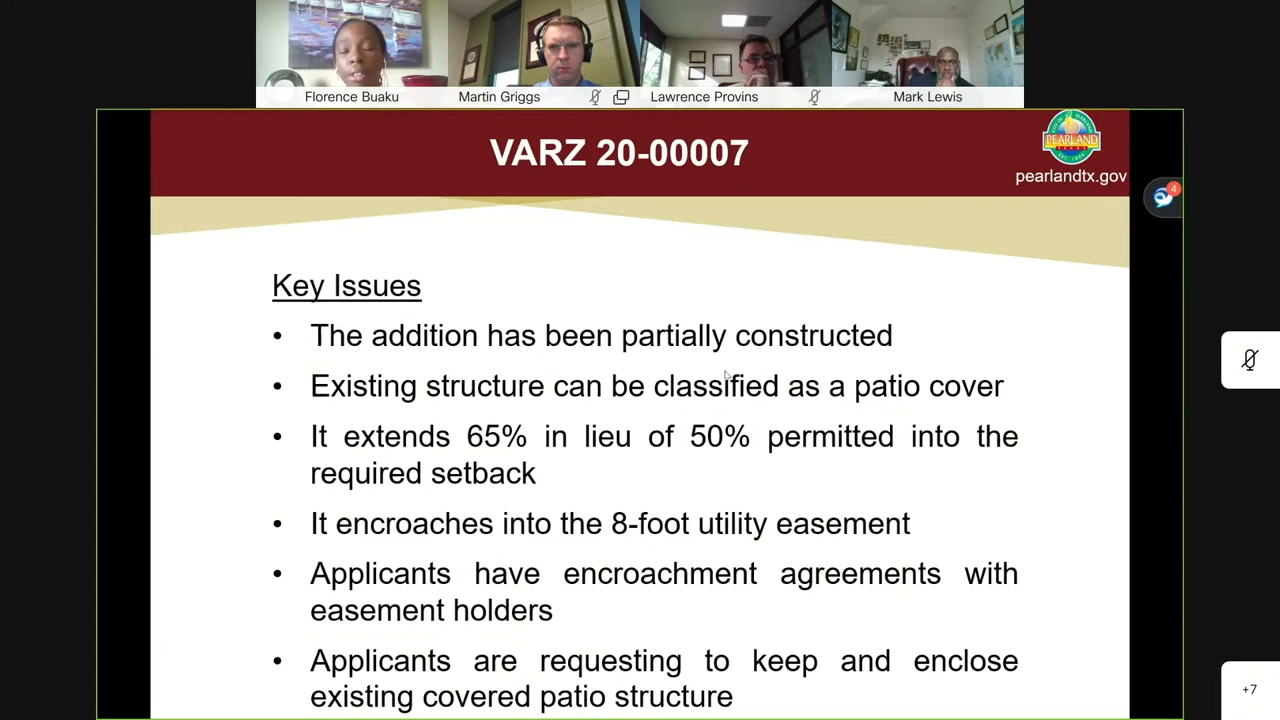 Florence Buaku
Martin Griggs
Lawrence Provins
Mark Lewis
VARZ 20-00007
PEARLAND
pearlandtx.gov
4
Key Issues
• The addition has been partially constructed
• Existing structure can be classified as a patio cover
• It extends 65% in lieu of 50% permitted into the
required setback
• It encroaches into the 8-foot utility easement
• Applicants have encroachment agreements with
easement holders
• Applicants are requesting to keep and enclose
existing covered patio structure
+7